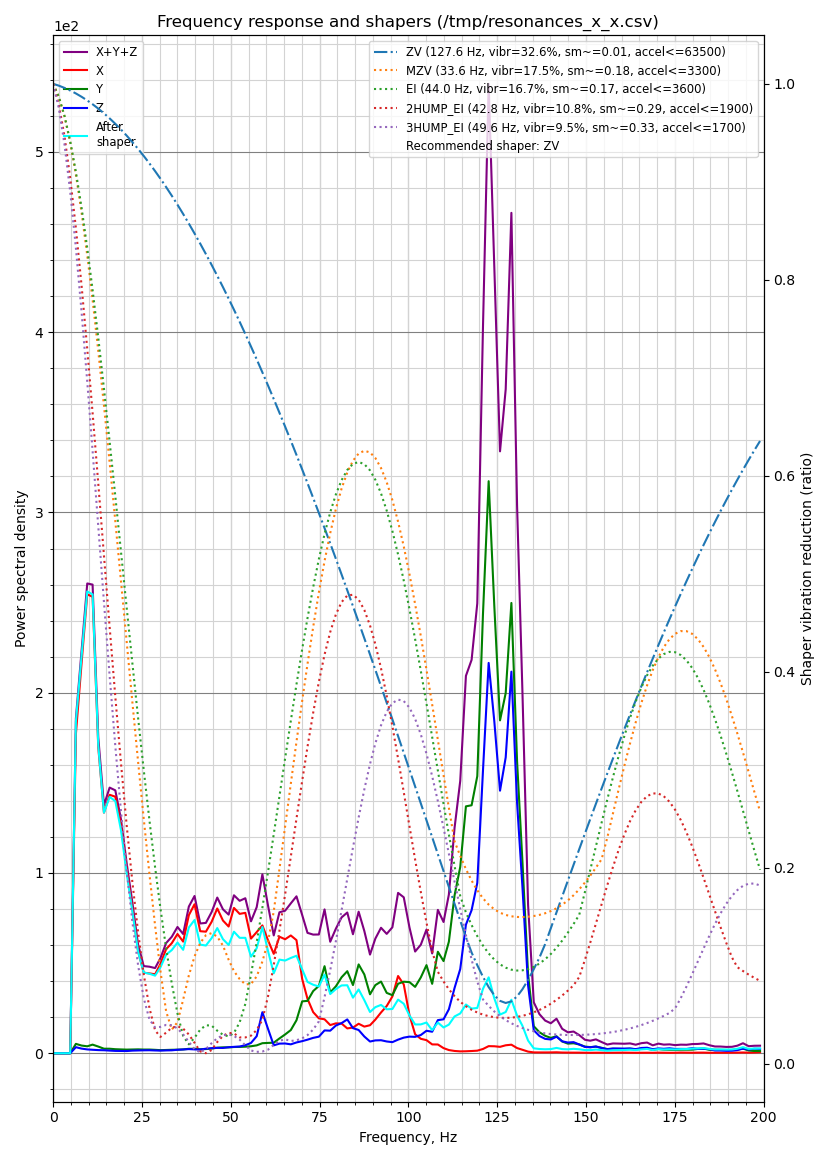 Frequency response and shapers (/tmp/resonances_x_x.csv)
1e2
X+Y+Z
X
Y
Z
After
shaper
ZV (127.6 Hz, vibr=32.6%, sm~=0.01, accel<=63500)
MZV (33.6 Hz, vibr=17.5%, sm~=0.18, accel<=3300)
EI (44.0 Hz, vibr=16.7%, sm~=0.17, accel<=3600)
2HUMP_EI (42.8 Hz, vibr=10.8%, sm~=0.29, accel<=1900)
3HUMP_EI (49.6 Hz, vibr=9.5%, sm~=0.33, accel<=1700)
Recommended shaper: ZV
5
4
3
2
1
0
Power spectral density
1.0
0.8
0.6
0.4
0.2
0.0
Shaper vibration reduction (ratio)
0 25 50 75 100 125 150 175 200
Frequency, Hz